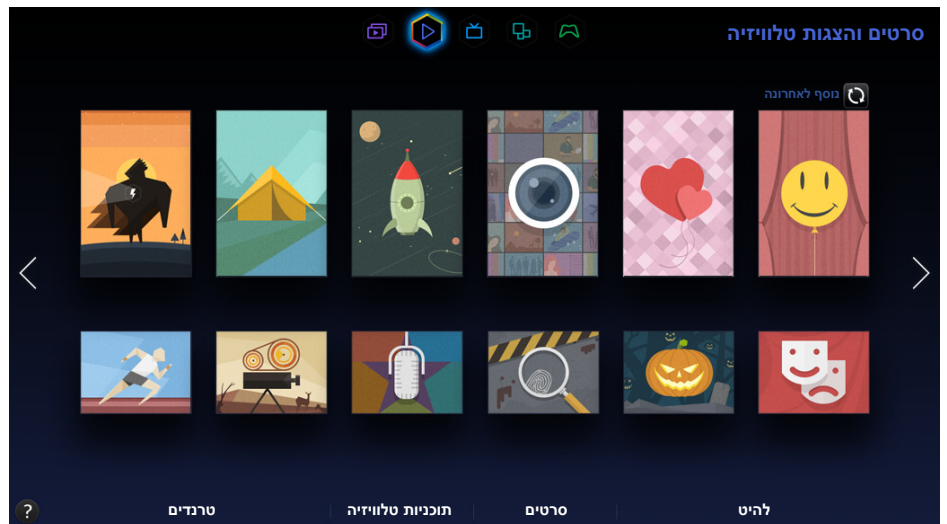 סרטים והצגות טלוויזיה
נוסף לאחרונה
להיט
סרטים
תוכניות טלוויזיה
טרנדים
?